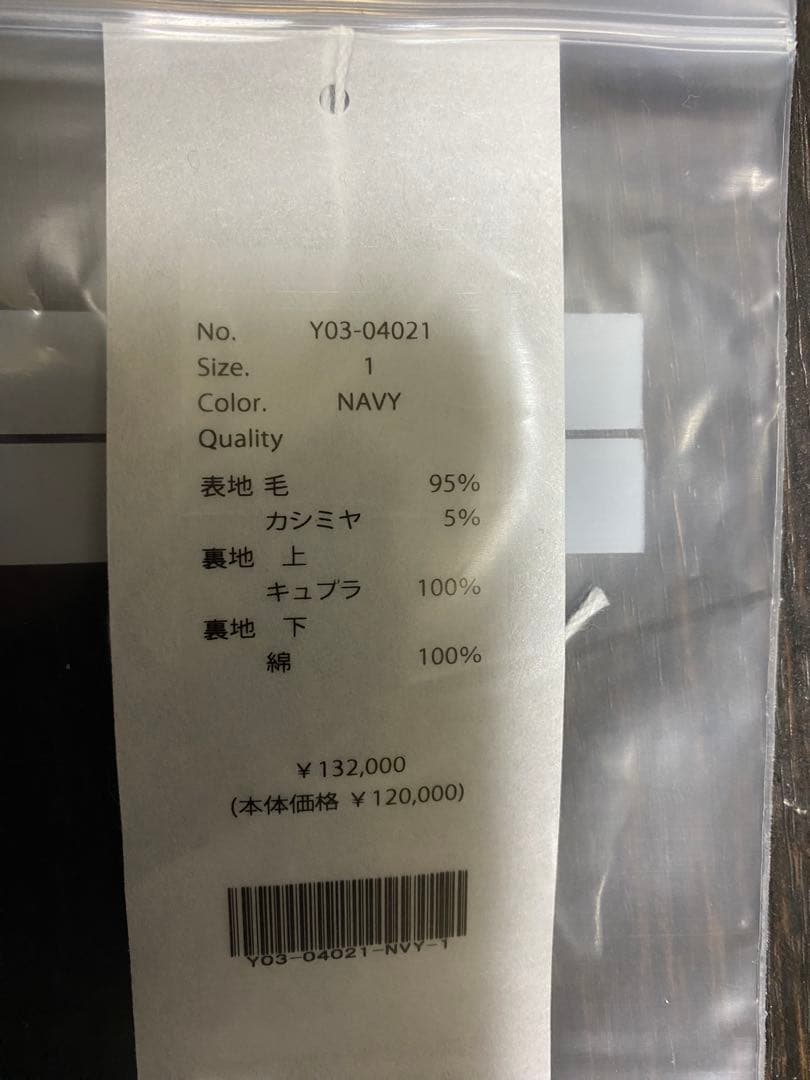 No. Y03-04021
Size. 1
Color. NAVY
Quality
表地 毛 95%
カシミヤ 5%
裏地 上
キュプラ 100%
裏地 下
綿 100%
¥132,000
(本体価格 ¥120,000)
Y03-04021-NVY-1